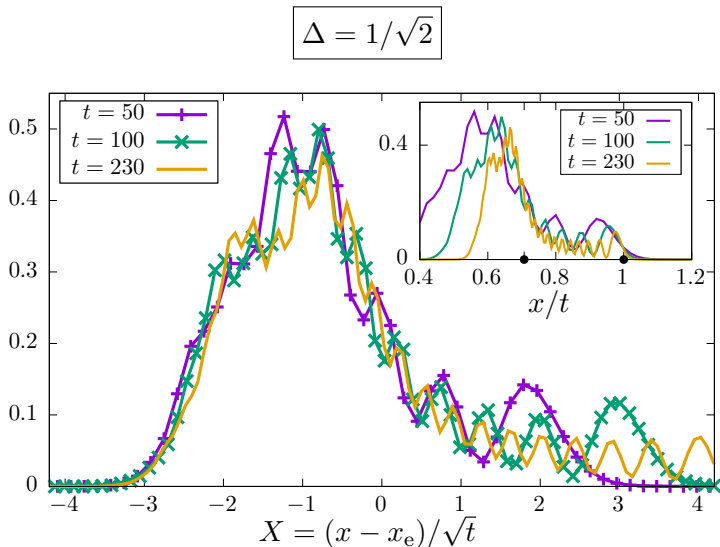 Δ = 1/√2
0.5
0.4
0.3
0.2
0.1
0
t = 50
t = 100
t = 230
0.4
0
t = 50
t = 100
t = 230
0.4 0.6 0.8 1 1.2
x/t
−4 −3 −2 −1 0 1 2 3 4
X = (x − xₑ)/√t